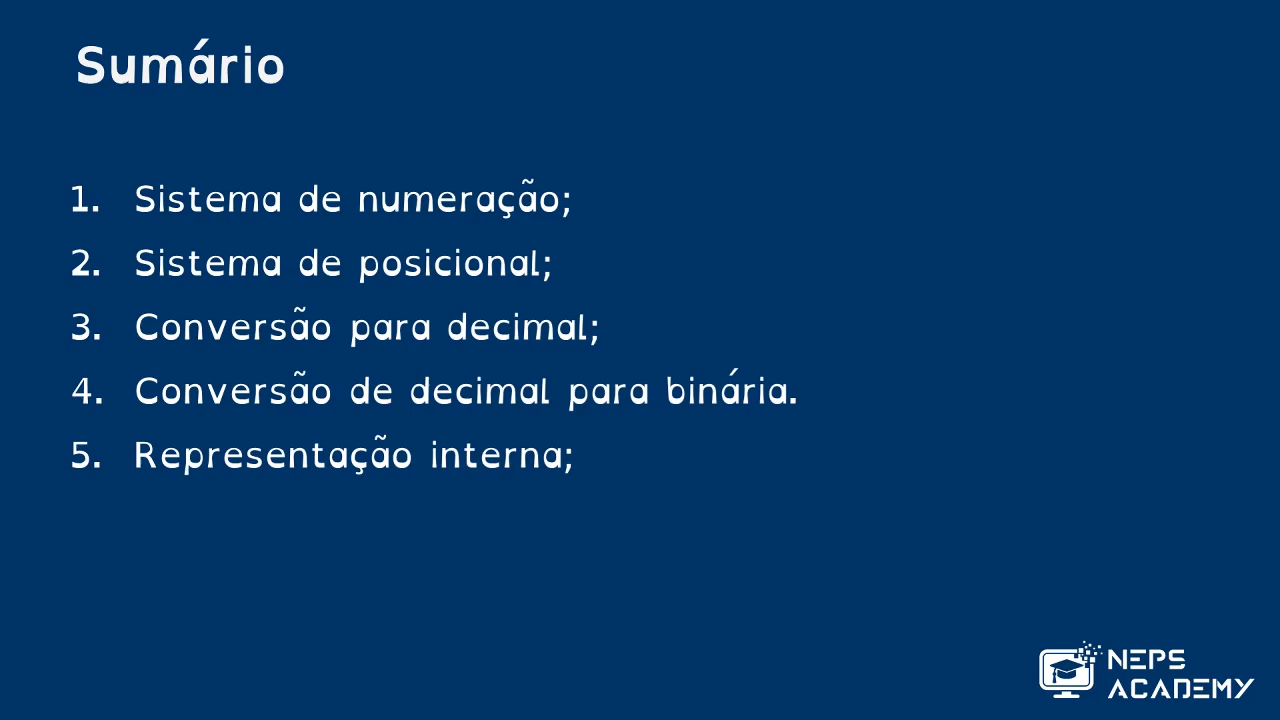 Sumário
1. Sistema de numeração;
2. Sistema de posicional;
3. Conversão para decimal;
4. Conversão de decimal para binária.
5. Representação interna;
NEPS
ACADEMY